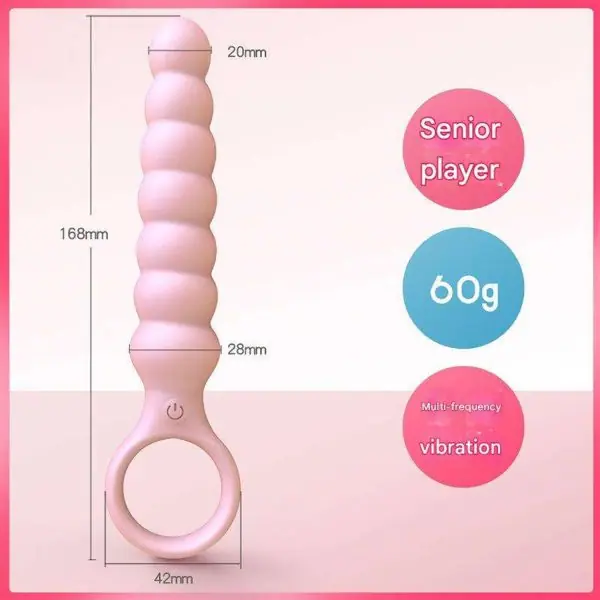 20mm
Senior
player
168mm
60g
28mm
Multi-frequency
vibration
42mm